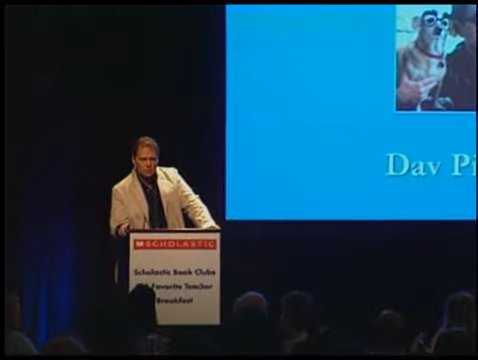 Dav Pi
SCHOLASTIC
Scholastic Book Clubs
Favorite Teacher
Breakfast